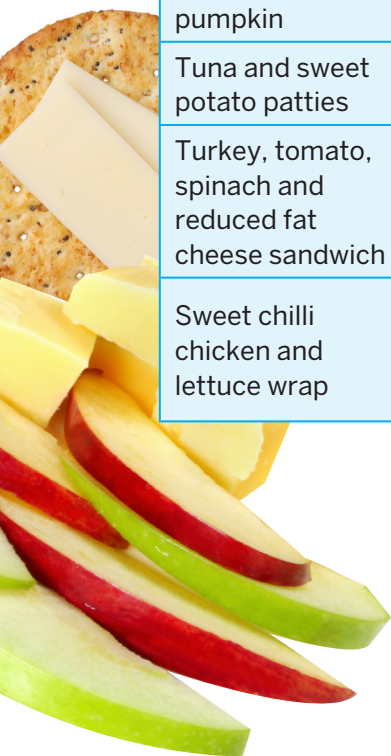 pumpkin
Tuna and sweet
potato patties
Turkey, tomato,
spinach and
reduced fat
cheese sandwich
Sweet chilli
chicken and
lettuce wrap